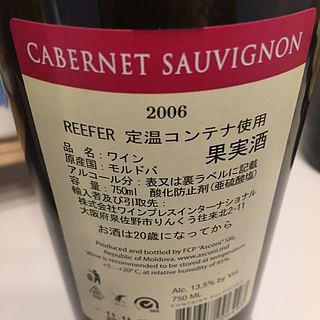 CABERNET SAUVIGNON
2006
REEFER 定温コンテナ使用
品名：ワイン 果実酒
原産国：モルドバ
アルコール分：表又は裏ラベルに記載
容量：750ml 酸化防止剤(亜硫酸塩)
輸入者及び引取先：
株式会社ワインプレスインターナショナル
大阪府泉佐野市りんくう往来北2-11
お酒は20歳になってから
Produced and bottled by FCP "Asconi" SRL.
Republic of Moldova, www.asconi.md
Wine is recommended to be stored at temperature
+5...+20° C, at relative humidity of 85%
Alc. 13,5% by Vol.
750 ML
CONTAINS